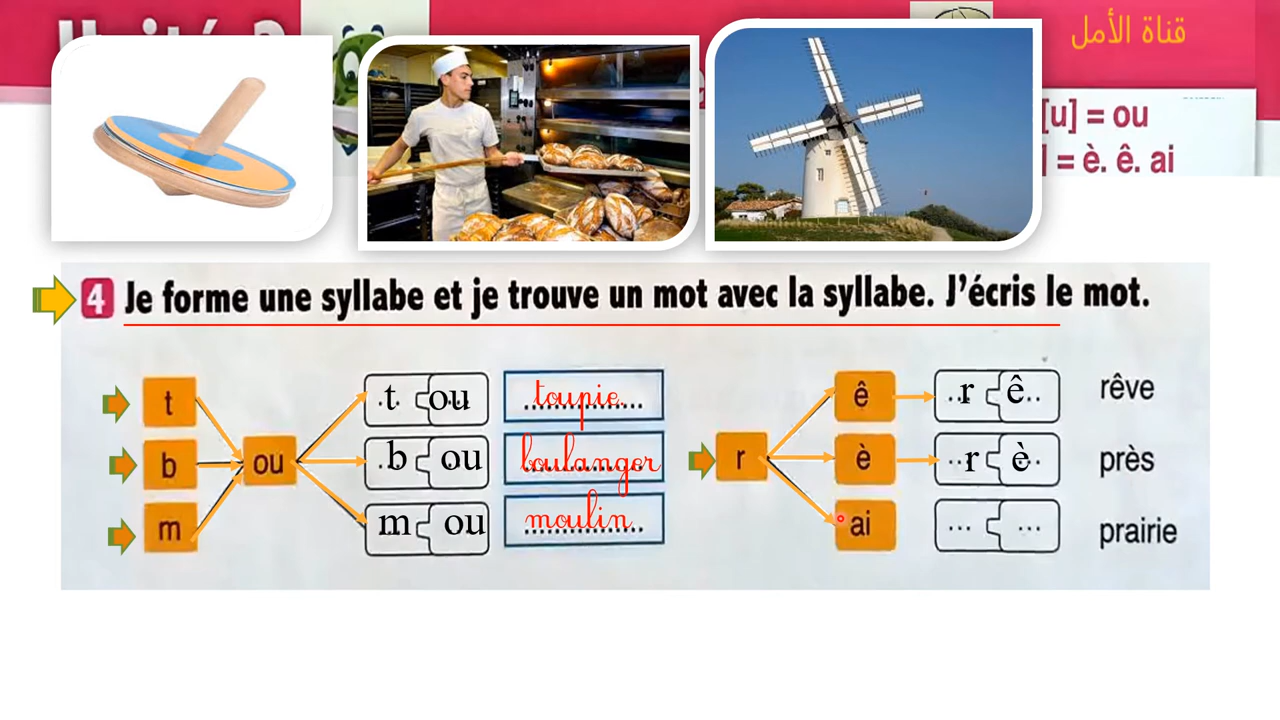 قناة الأمل
[u] = ou
] = è. ê. ai
4 Je forme une syllabe et je trouve un mot avec la syllabe. J'écris le mot.
t
b
m
ou
t ou
b ou
m ou
toupie
boulanger
moulin
r
ê
è
ai
r ê
r è
... ...
rêve
près
prairie